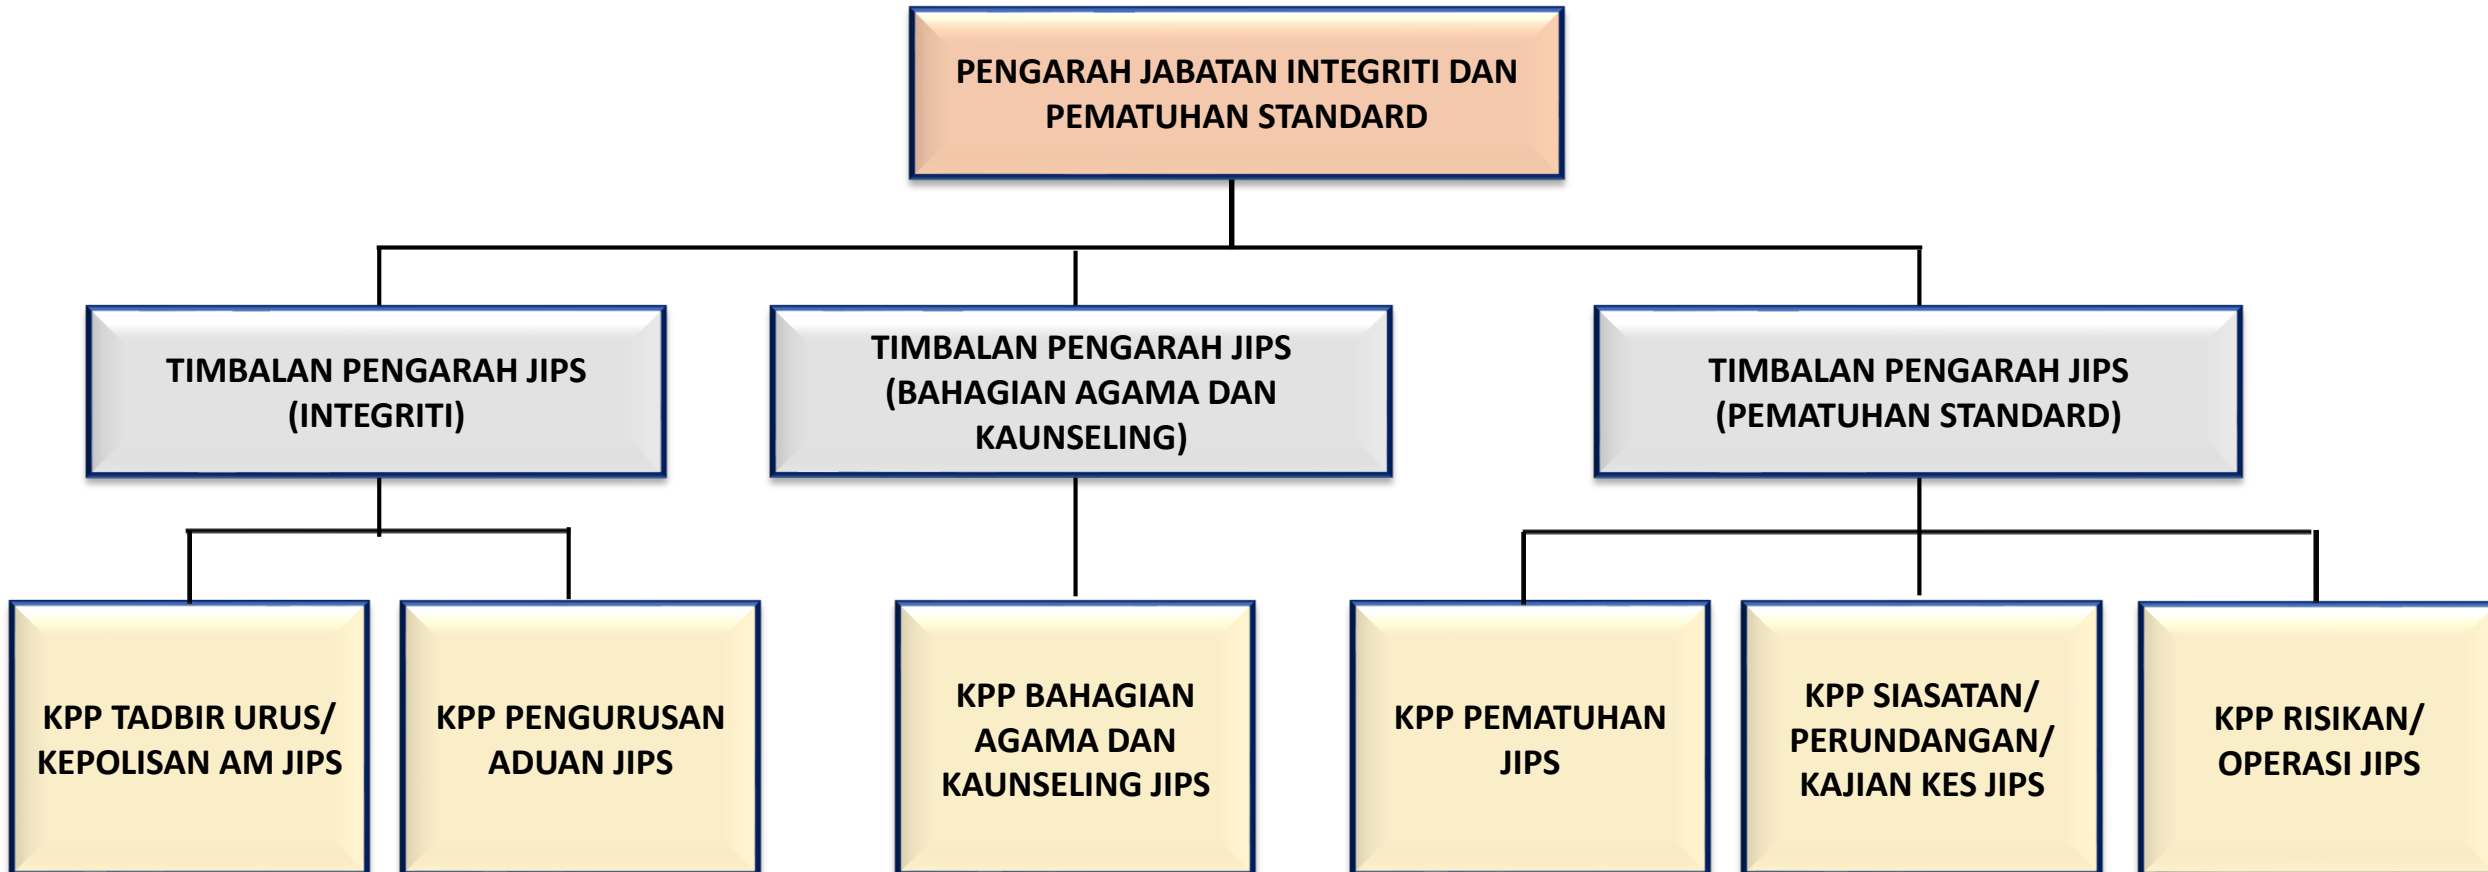 PENGARAH JABATAN INTEGRITI DAN
PEMATUHAN STANDARD
TIMBALAN PENGARAH JIPS
(INTEGRITI)
TIMBALAN PENGARAH JIPS
(BAHAGIAN AGAMA DAN
KAUNSELING)
TIMBALAN PENGARAH JIPS
(PEMATUHAN STANDARD)
KPP TADBIR URUS/
KEPOLISAN AM JIPS
KPP PENGURUSAN
ADUAN JIPS
KPP BAHAGIAN
AGAMA DAN
KAUNSELING JIPS
KPP PEMATUHAN
JIPS
KPP SIASATAN/
PERUNDANGAN/
KAJIAN KES JIPS
KPP RISIKAN/
OPERASI JIPS